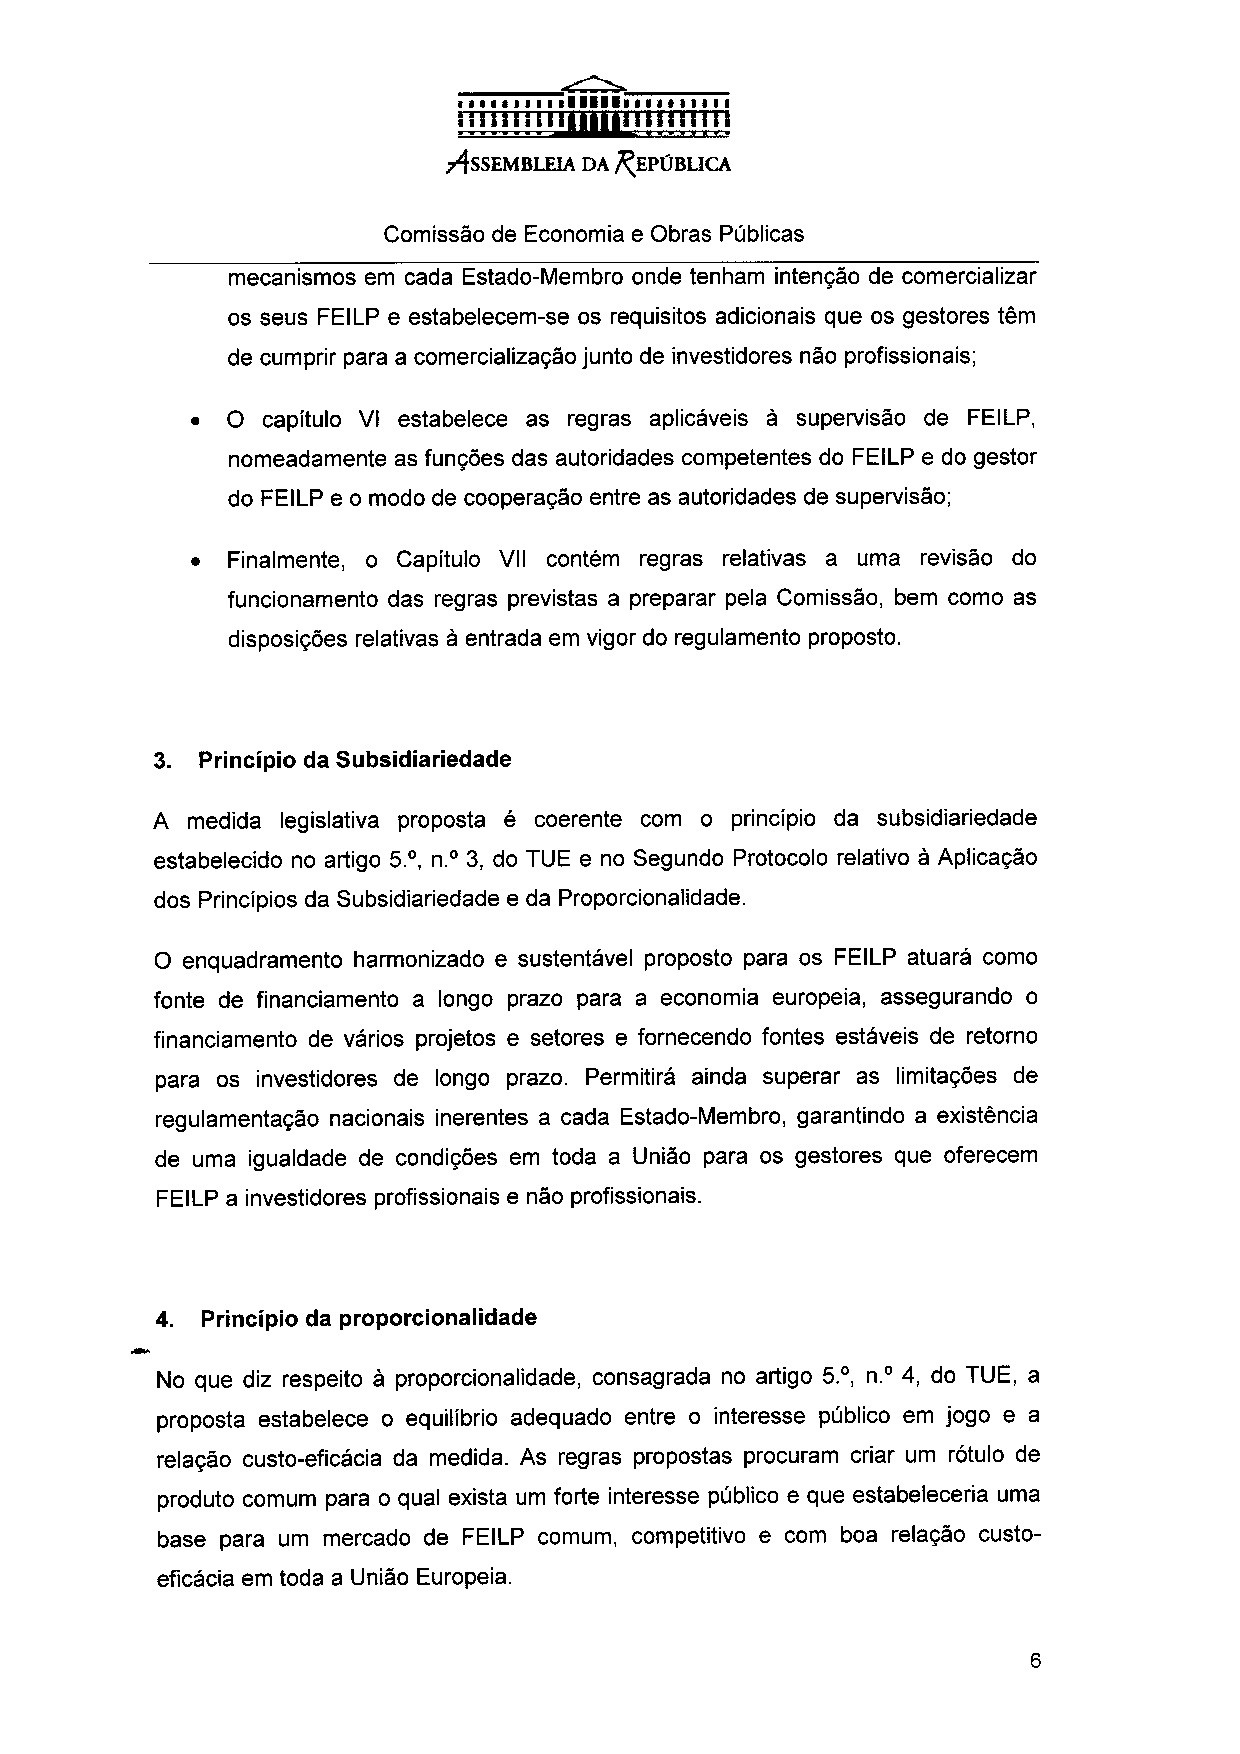 ASSEMBLEIA DA REPÚBLICA
Comissão de Economia e Obras Públicas
mecanismos em cada Estado-Membro onde tenham intenção de comercializar
os seus FEILP e estabelecem-se os requisitos adicionais que os gestores têm
de cumprir para a comercialização junto de investidores não profissionais;
• O capítulo VI estabelece as regras aplicáveis à supervisão de FEILP,
nomeadamente as funções das autoridades competentes do FEILP e do gestor
do FEILP e o modo de cooperação entre as autoridades de supervisão;
• Finalmente, o Capítulo VII contém regras relativas a uma revisão do
funcionamento das regras previstas a preparar pela Comissão, bem como as
disposições relativas à entrada em vigor do regulamento proposto.
3. Princípio da Subsidiariedade
A medida legislativa proposta é coerente com o princípio da subsidiariedade
estabelecido no artigo 5.º, n.º 3, do TUE e no Segundo Protocolo relativo à Aplicação
dos Princípios da Subsidiariedade e da Proporcionalidade.
O enquadramento harmonizado e sustentável proposto para os FEILP atuará como
fonte de financiamento a longo prazo para a economia europeia, assegurando o
financiamento de vários projetos e setores e fornecendo fontes estáveis de retorno
para os investidores de longo prazo. Permitirá ainda superar as limitações de
regulamentação nacionais inerentes a cada Estado-Membro, garantindo a existência
de uma igualdade de condições em toda a União para os gestores que oferecem
FEILP a investidores profissionais e não profissionais.
4. Princípio da proporcionalidade
No que diz respeito à proporcionalidade, consagrada no artigo 5.º, n.º 4, do TUE, a
proposta estabelece o equilíbrio adequado entre o interesse público em jogo e a
relação custo-eficácia da medida. As regras propostas procuram criar um rótulo de
produto comum para o qual exista um forte interesse público e que estabeleceria uma
base para um mercado de FEILP comum, competitivo e com boa relação custo-
eficácia em toda a União Europeia.
6